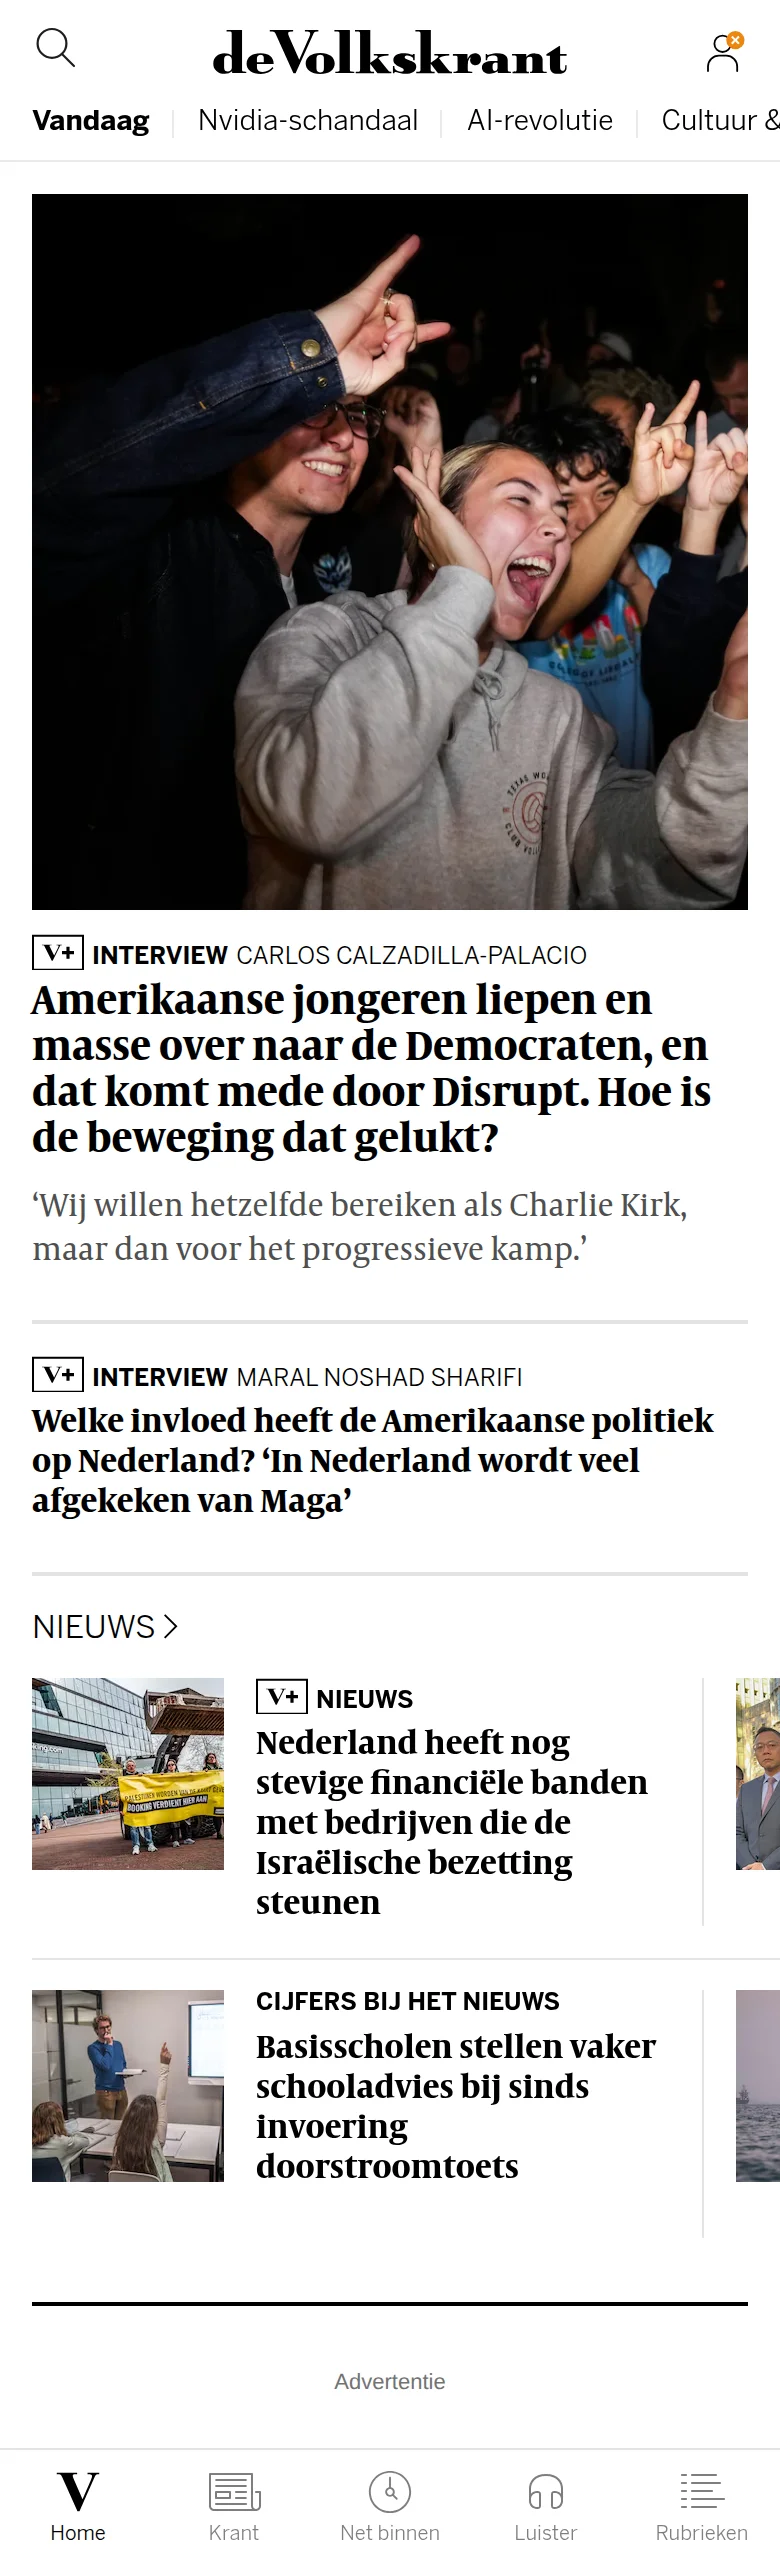 deVolkskrant
Vandaag
Nvidia-schandaal
AI-revolutie
Cultuur &
V+ INTERVIEW CARLOS CALZADILLA-PALACIO
Amerikaanse jongeren liepen en
masse over naar de Democraten, en
dat komt mede door Disrupt. Hoe is
de beweging dat gelukt?
‘Wij willen hetzelfde bereiken als Charlie Kirk,
maar dan voor het progressieve kamp.’
V+ INTERVIEW MARAL NOSHAD SHARIFI
Welke invloed heeft de Amerikaanse politiek
op Nederland? ‘In Nederland wordt veel
afgekeken van Maga’
NIEUWS
BOOKING VERDIENT HIER AAN
V+ NIEUWS
Nederland heeft nog
stevige financiële banden
met bedrijven die de
Israëlische bezetting
steunen
CIJFERS BIJ HET NIEUWS
Basisscholen stellen vaker
schooladvies bij sinds
invoering
doorstroomtoets
Advertentie
V
Home
Krant
Net binnen
Luister
Rubrieken